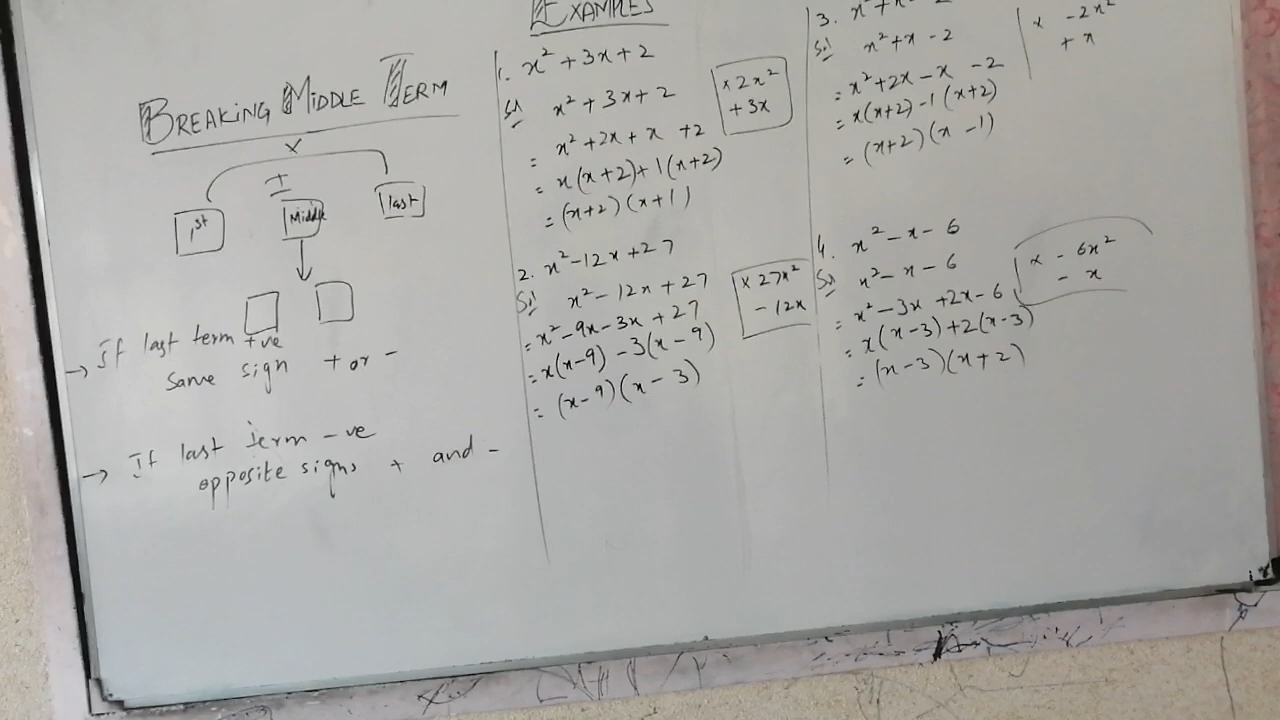 BREAKING MIDDLE TERM
×
±
1st Middle last
→ If last term +ve
same sign + or -
→ If last term -ve
opposite signs + and -
EXAMPLES
1. x² + 3x + 2
Sol x² + 3x + 2
= x² + 2x + x + 2
= x(x+2)+1(x+2)
= (x+2)(x+1)
× 2x²
+ 3x
2. x² - 12x + 27
Sol x² - 12x + 27
= x² - 9x - 3x + 27
= x(x-9) - 3(x-9)
= (x-9)(x-3)
× 27x²
- 12x
3.
Sol x² + x - 2
= x² + 2x - x - 2
= x(x+2) - 1(x+2)
= (x+2)(x-1)
× -2x²
+ x
4. x² - x - 6
Sol x² - x - 6
= x² - 3x + 2x - 6
= x(x-3)+2(x-3)
= (x-3)(x+2)
× - 6x²
- x